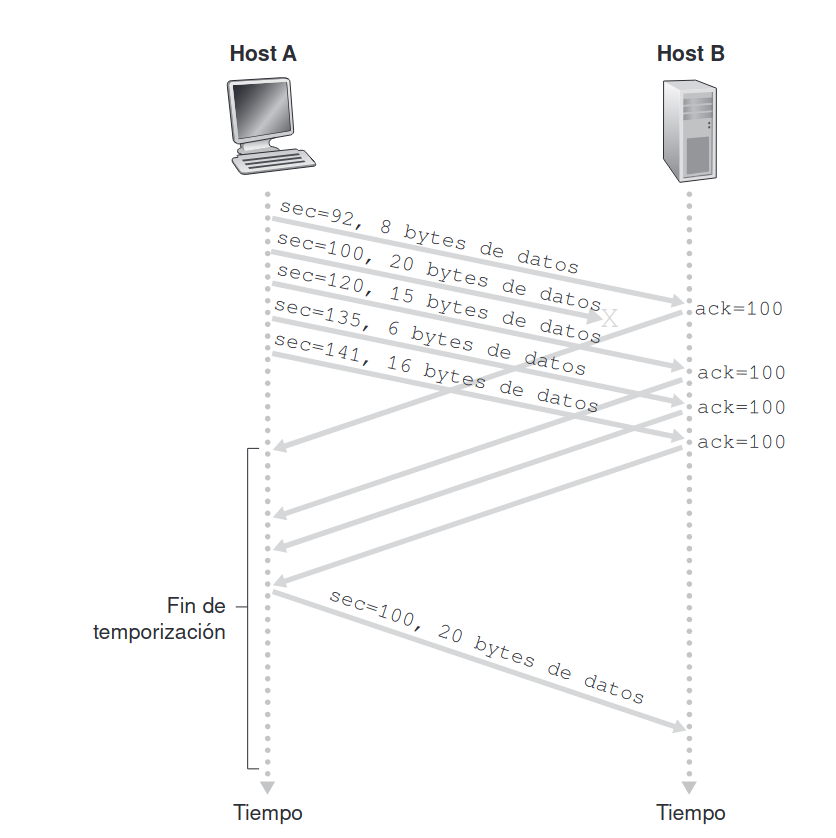 Host A
Host B
sec=92, 8 bytes de datos
sec=100, 20 bytes de datos
X
sec=120, 15 bytes de datos
ack=100
sec=135, 6 bytes de datos
sec=141, 16 bytes de datos
ack=100
ack=100
ack=100
Fin de
temporización
sec=100, 20 bytes de datos
Tiempo
Tiempo